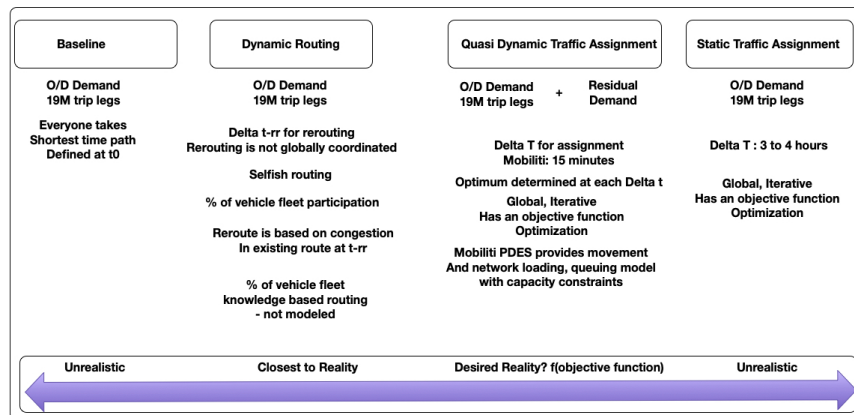 Baseline
O/D Demand
19M trip legs
Everyone takes
Shortest time path
Defined at t0
Dynamic Routing
O/D Demand
19M trip legs
Delta t-rr for rerouting
Rerouting is not globally coordinated
Selfish routing
% of vehicle fleet participation
Reroute is based on congestion
In existing route at t-rr
% of vehicle fleet
knowledge based routing
- not modeled
Quasi Dynamic Traffic Assignment
O/D Demand
19M trip legs
+
Residual
Demand
Delta T for assignment
Mobiliti: 15 minutes
Optimum determined at each Delta t
Global, Iterative
Has an objective function
Optimization
Mobiliti PDES provides movement
And network loading, queuing model
with capacity constraints
Static Traffic Assignment
O/D Demand
19M trip legs
Delta T : 3 to 4 hours
Global, Iterative
Has an objective function
Optimization
Unrealistic
Closest to Reality
Desired Reality? f(objective function)
Unrealistic